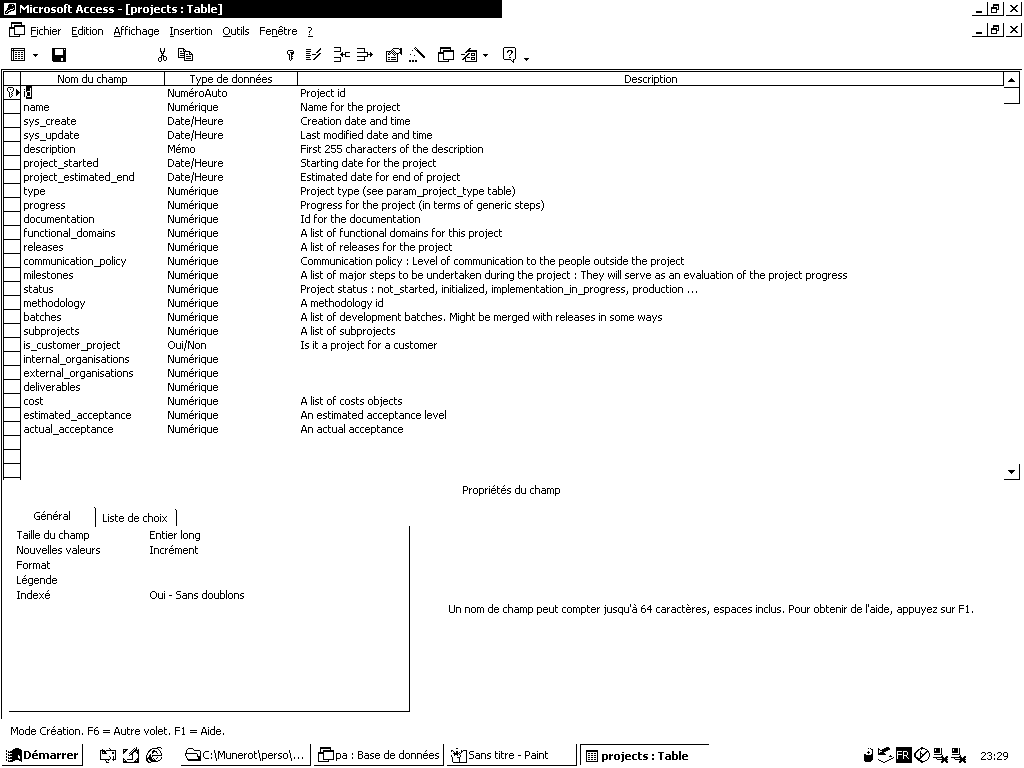 Microsoft Access - [projects : Table]
Fichier Edition Affichage Insertion Outils Fenêtre ?
Nom du champ Type de données Description
id NuméroAuto Project id
name Numérique Name for the project
sys_create Date/Heure Creation date and time
sys_update Date/Heure Last modified date and time
description Mémo First 255 characters of the description
project_started Date/Heure Starting date for the project
project_estimated_end Date/Heure Estimated date for end of project
type Numérique Project type (see param_project_type table)
progress Numérique Progress for the project (in terms of generic steps)
documentation Numérique Id for the documentation
functional_domains Numérique A list of functional domains for this project
releases Numérique A list of releases for the project
communication_policy Numérique Communication policy : Level of communication to the people outside the project
milestones Numérique A list of major steps to be undertaken during the project : They will serve as an evaluation of the project progress
status Numérique Project status : not_started, initialized, implementation_in_progress, production ...
methodology Numérique A methodology id
batches Numérique A list of development batches. Might be merged with releases in some ways
subprojects Numérique A list of subprojects
is_customer_project Oui/Non Is it a project for a customer
internal_organisations Numérique
external_organisations Numérique
deliverables Numérique
cost Numérique A list of costs objects
estimated_acceptance Numérique An estimated acceptance level
actual_acceptance Numérique An actual acceptance
Propriétés du champ
Général Liste de choix
Taille du champ Entier long
Nouvelles valeurs Incrément
Format
Légende
Indexé Oui - Sans doublons
Un nom de champ peut compter jusqu'à 64 caractères, espaces inclus. Pour obtenir de l'aide, appuyez sur F1.
Mode Création. F6 = Autre volet. F1 = Aide.
Démarrer C:\Munerot\perso\... pa : Base de données Sans titre - Paint projects : Table FR 23:29